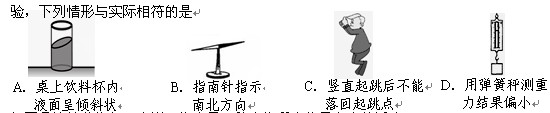 验，下列情形与实际相符的是
A．桌上饮料杯内 B．指南针指示 C．竖直起跳后不能 D．用弹簧秤测重
液面呈倾斜状 南北方向 落回起跳点 力结果偏小